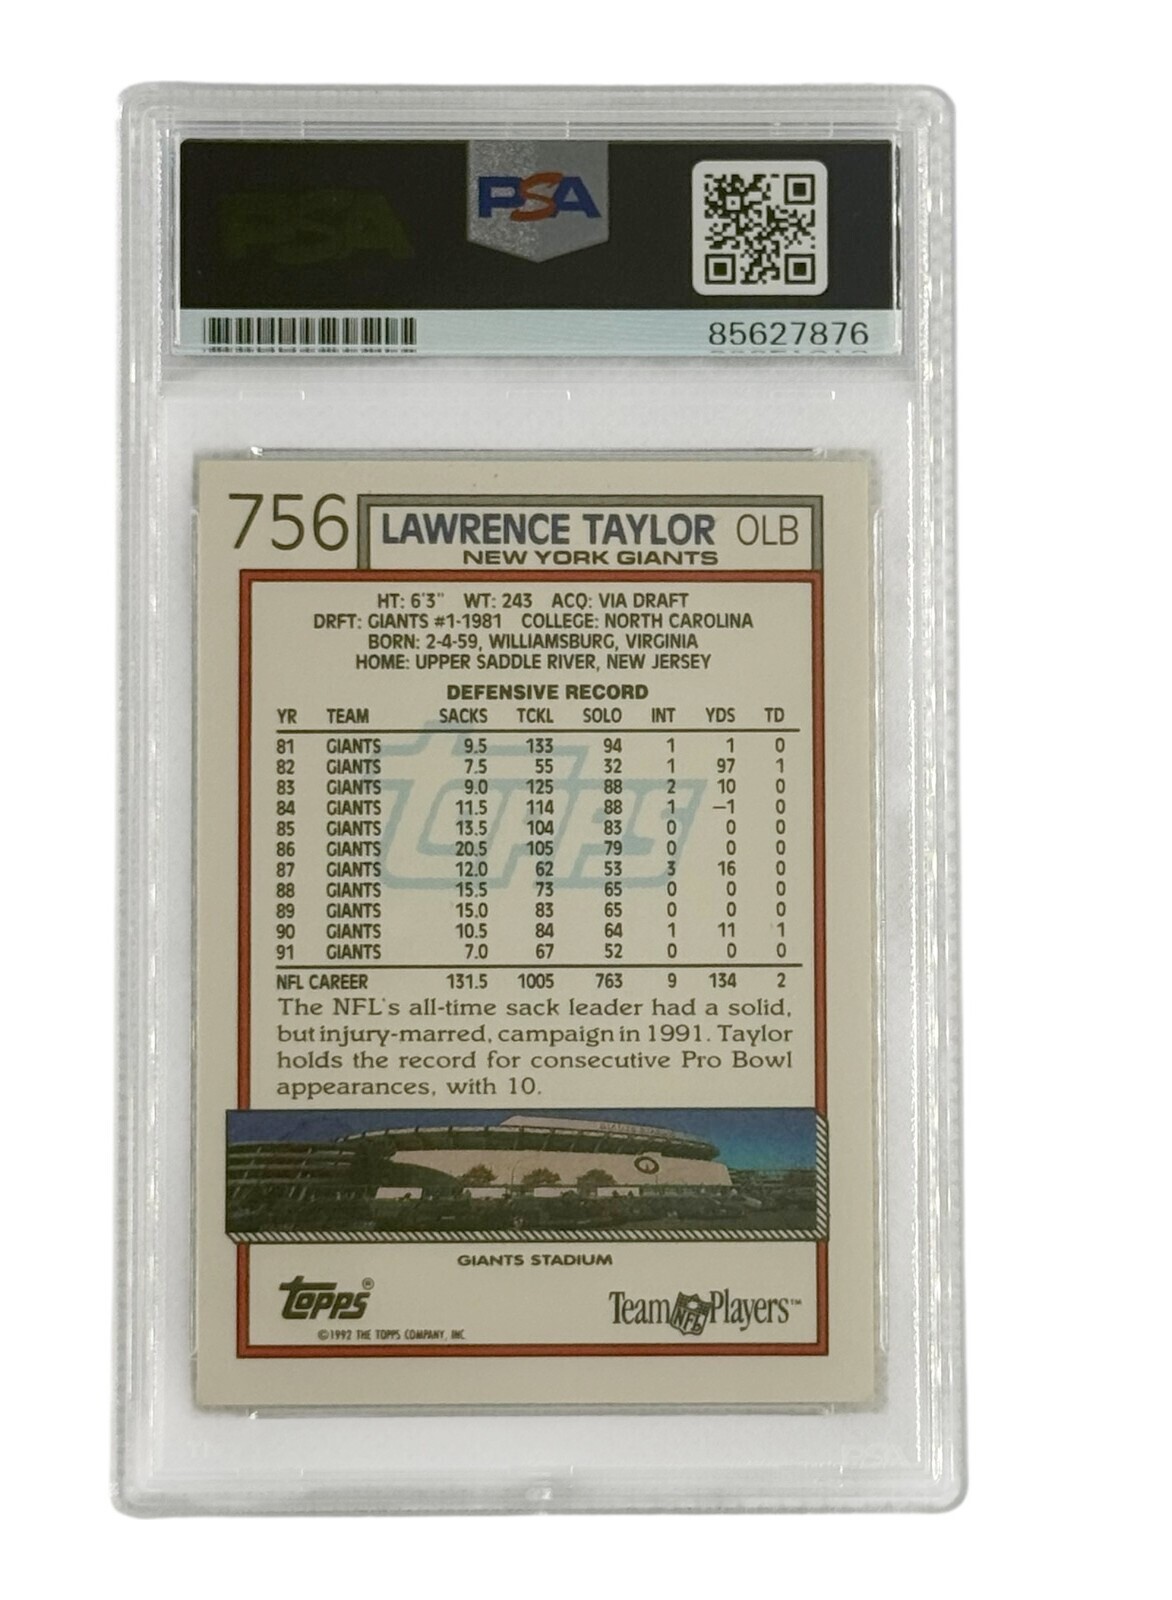 PSA
PSA
85627876
756
LAWRENCE TAYLOR OLB
NEW YORK GIANTS
HT: 6'3" WT: 243 ACQ: VIA DRAFT
DRFT: GIANTS #1-1981 COLLEGE: NORTH CAROLINA
BORN: 2-4-59, WILLIAMSBURG, VIRGINIA
HOME: UPPER SADDLE RIVER, NEW JERSEY
DEFENSIVE RECORD
YR TEAM SACKS TCKL SOLO INT YDS TD
81 GIANTS 9.5 133 94 1 1 0
82 GIANTS 7.5 55 32 1 97 1
83 GIANTS 9.0 125 88 2 10 0
84 GIANTS 11.5 114 88 1 –1 0
85 GIANTS 13.5 104 83 0 0 0
86 GIANTS 20.5 105 79 0 0 0
87 GIANTS 12.0 62 53 3 16 0
88 GIANTS 15.5 73 65 0 0 0
89 GIANTS 15.0 83 65 0 0 0
90 GIANTS 10.5 84 64 1 11 1
91 GIANTS 7.0 67 52 0 0 0
NFL CAREER 131.5 1005 763 9 134 2
topps
The NFL's all-time sack leader had a solid,
but injury-marred, campaign in 1991. Taylor
holds the record for consecutive Pro Bowl
appearances, with 10.
GIANTS STADIUM
topps®
©1992 THE TOPPS COMPANY, INC.
Team NFL Players™